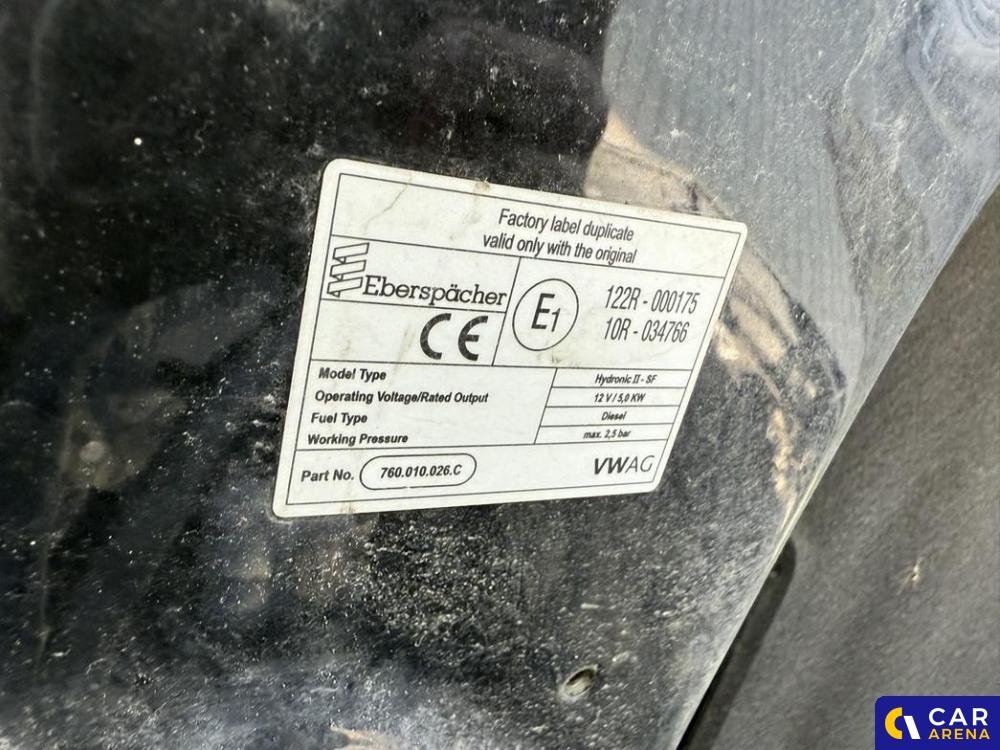 Factory label duplicate
valid only with the original
Eberspächer
CE
E1
122R - 000175
10R - 034766
Model Type
Hydronic II - SF
Operating Voltage/Rated Output
12 V / 5,0 KW
Fuel Type
Diesel
Working Pressure
max. 2,5 bar
Part No. 760.010.026.C
VWAG
CAR
ARENA